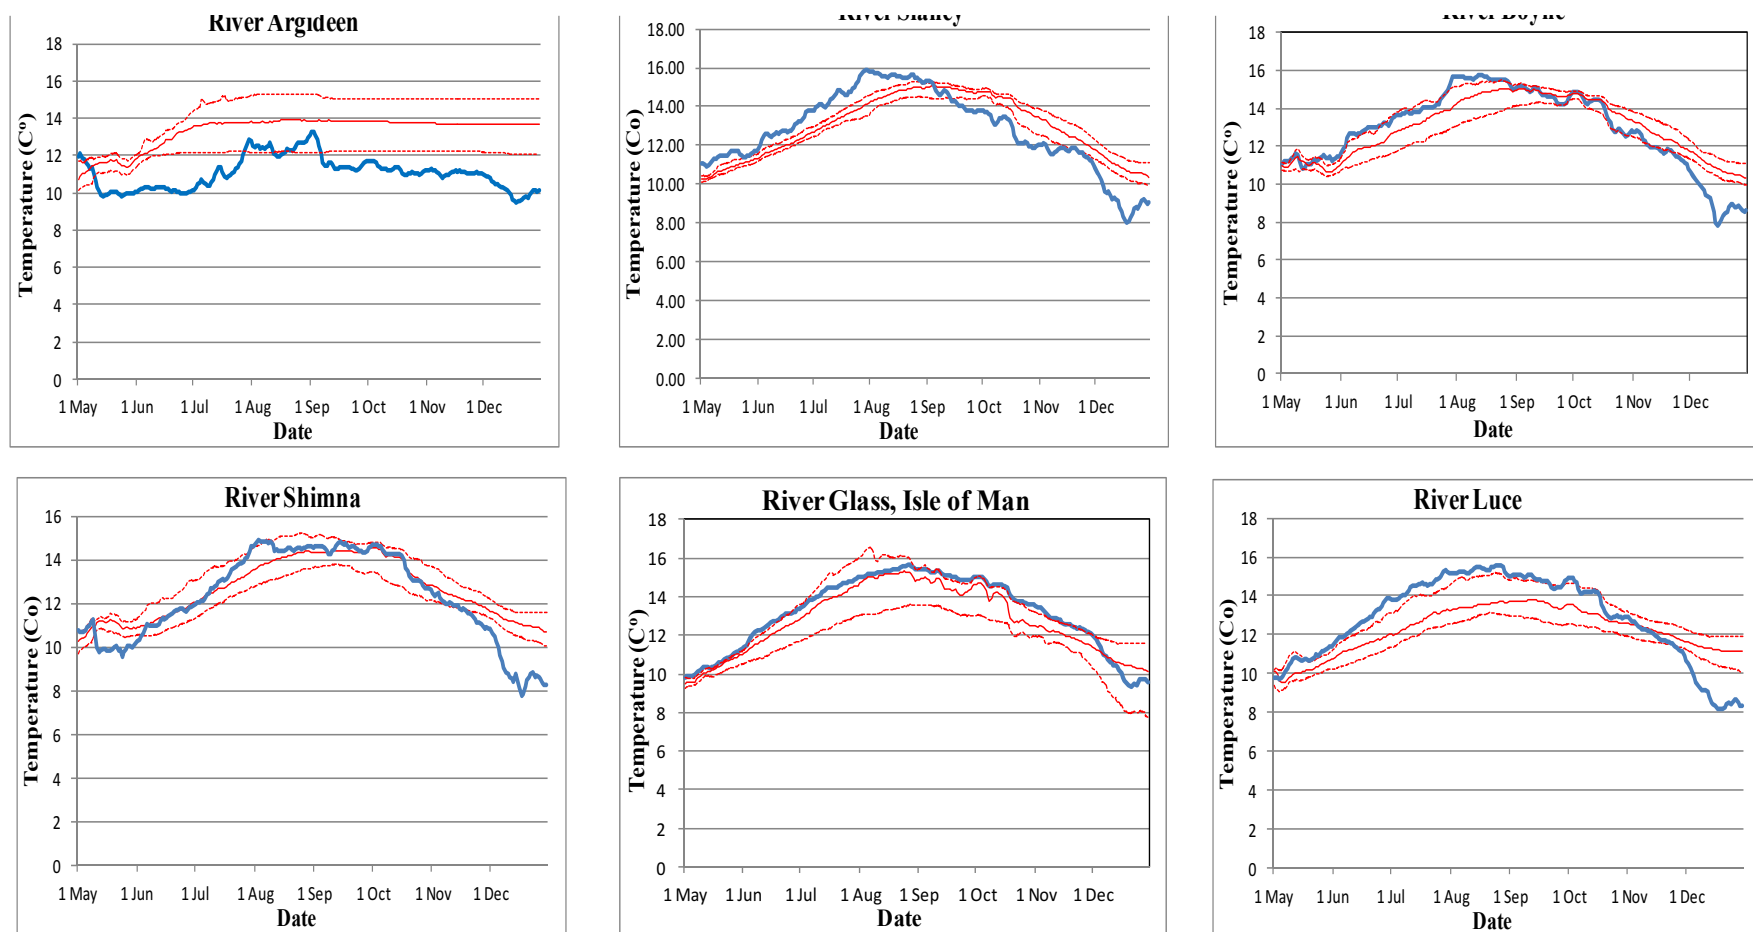 River Argideen
18
16
14
12
10
8
6
4
2
0
Temperature (C°)
1 May 1 Jun 1 Jul 1 Aug 1 Sep 1 Oct 1 Nov 1 Dec
Date
River Slaney
18.00
16.00
14.00
12.00
10.00
8.00
6.00
4.00
2.00
0.00
Temperature (Co)
1 May 1 Jun 1 Jul 1 Aug 1 Sep 1 Oct 1 Nov 1 Dec
Date
River Boyne
18
16
14
12
10
8
6
4
2
0
Temperature (C°)
1 May 1 Jun 1 Jul 1 Aug 1 Sep 1 Oct 1 Nov 1 Dec
Date
River Shimna
16
14
12
10
8
6
4
2
0
Temperature (Co)
1 May 1 Jun 1 Jul 1 Aug 1 Sep 1 Oct 1 Nov 1 Dec
Date
River Glass, Isle of Man
18
16
14
12
10
8
6
4
2
0
Temperature (C°)
1 May 1 Jun 1 Jul 1 Aug 1 Sep 1 Oct 1 Nov 1 Dec
Date
River Luce
18
16
14
12
10
8
6
4
2
0
Temperature (Co)
1 May 1 Jun 1 Jul 1 Aug 1 Sep 1 Oct 1 Nov 1 Dec
Date